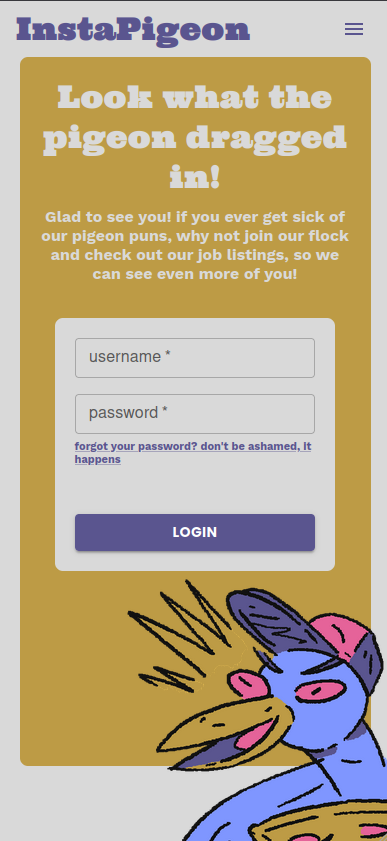 InstaPigeon
Look what the
pigeon dragged
in!
Glad to see you! if you ever get sick of
our pigeon puns, why not join our flock
and check out our job listings, so we
can see even more of you!
username *
password *
forgot your password? don't be ashamed, it
happens
LOGIN